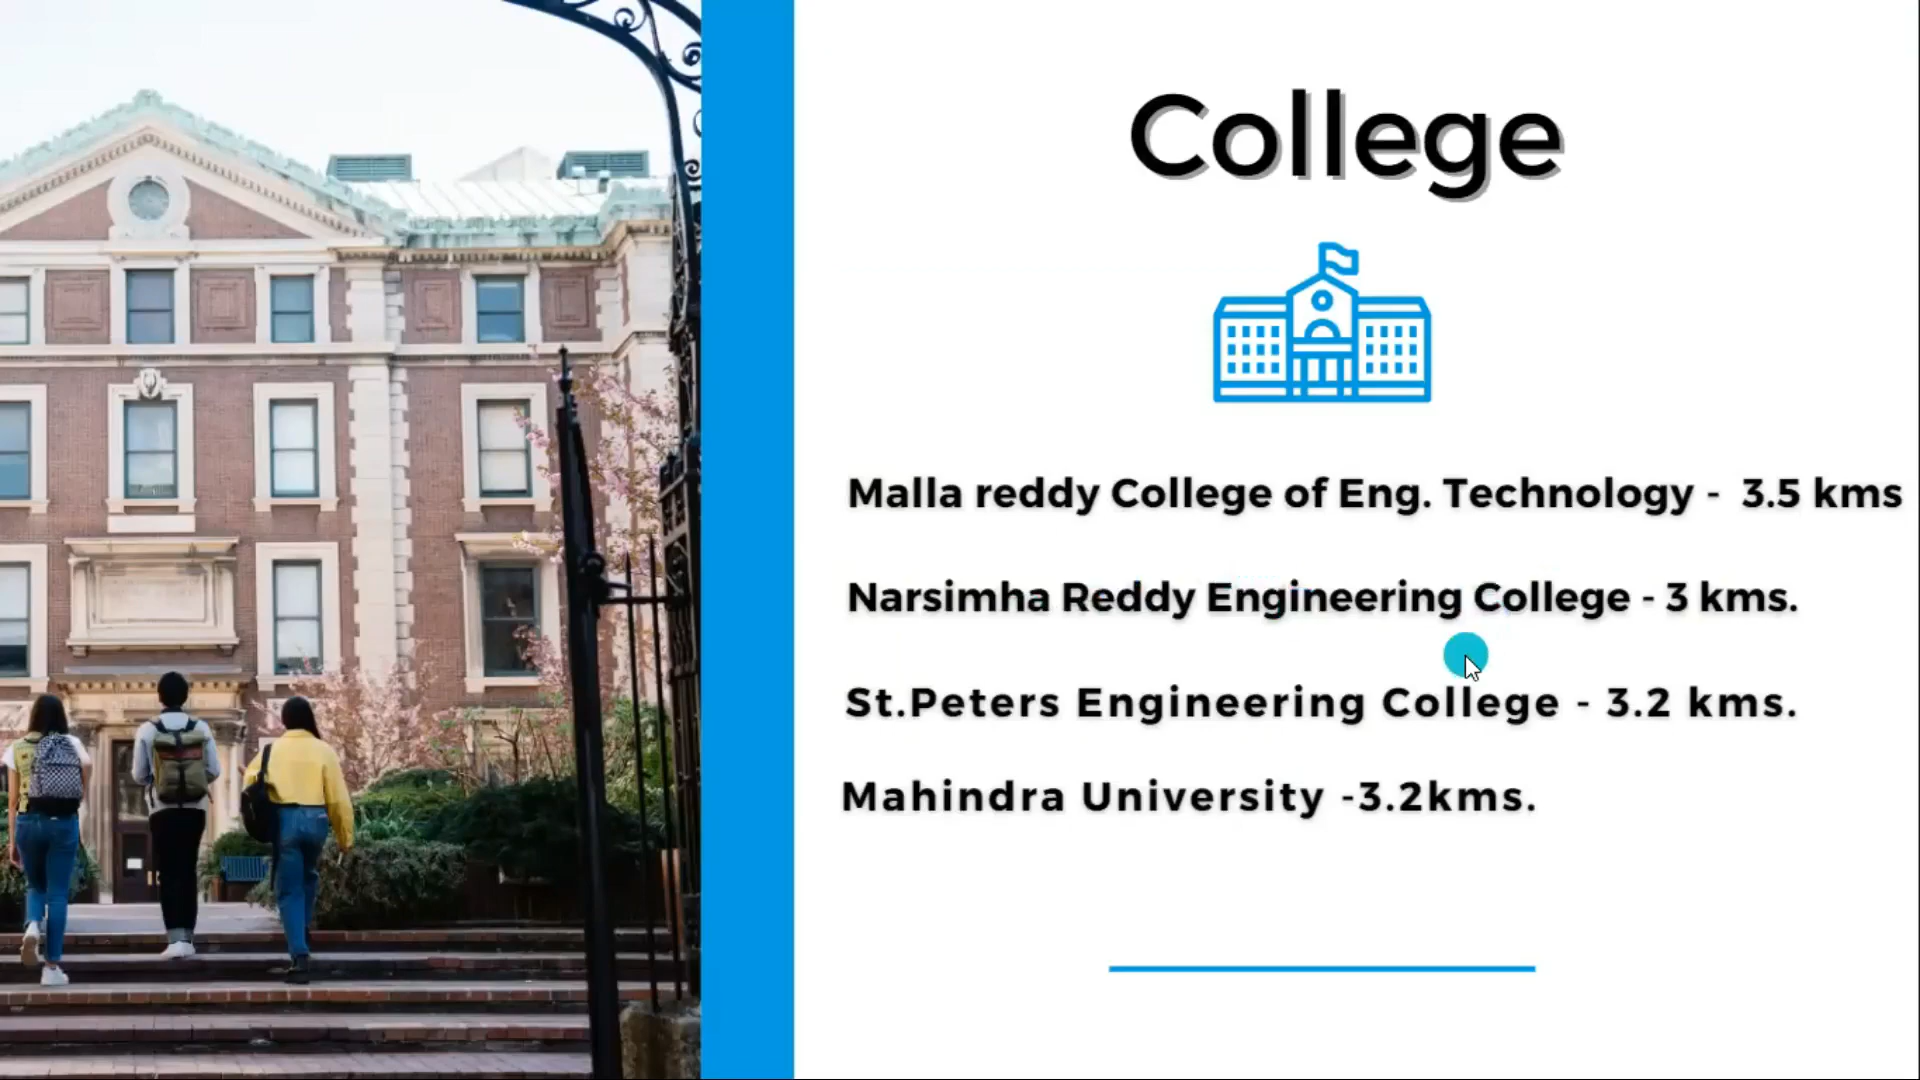 College
Malla reddy College of Eng. Technology - 3.5 kms
Narsimha Reddy Engineering College - 3 kms.
St.Peters Engineering College - 3.2 kms.
Mahindra University -3.2kms.